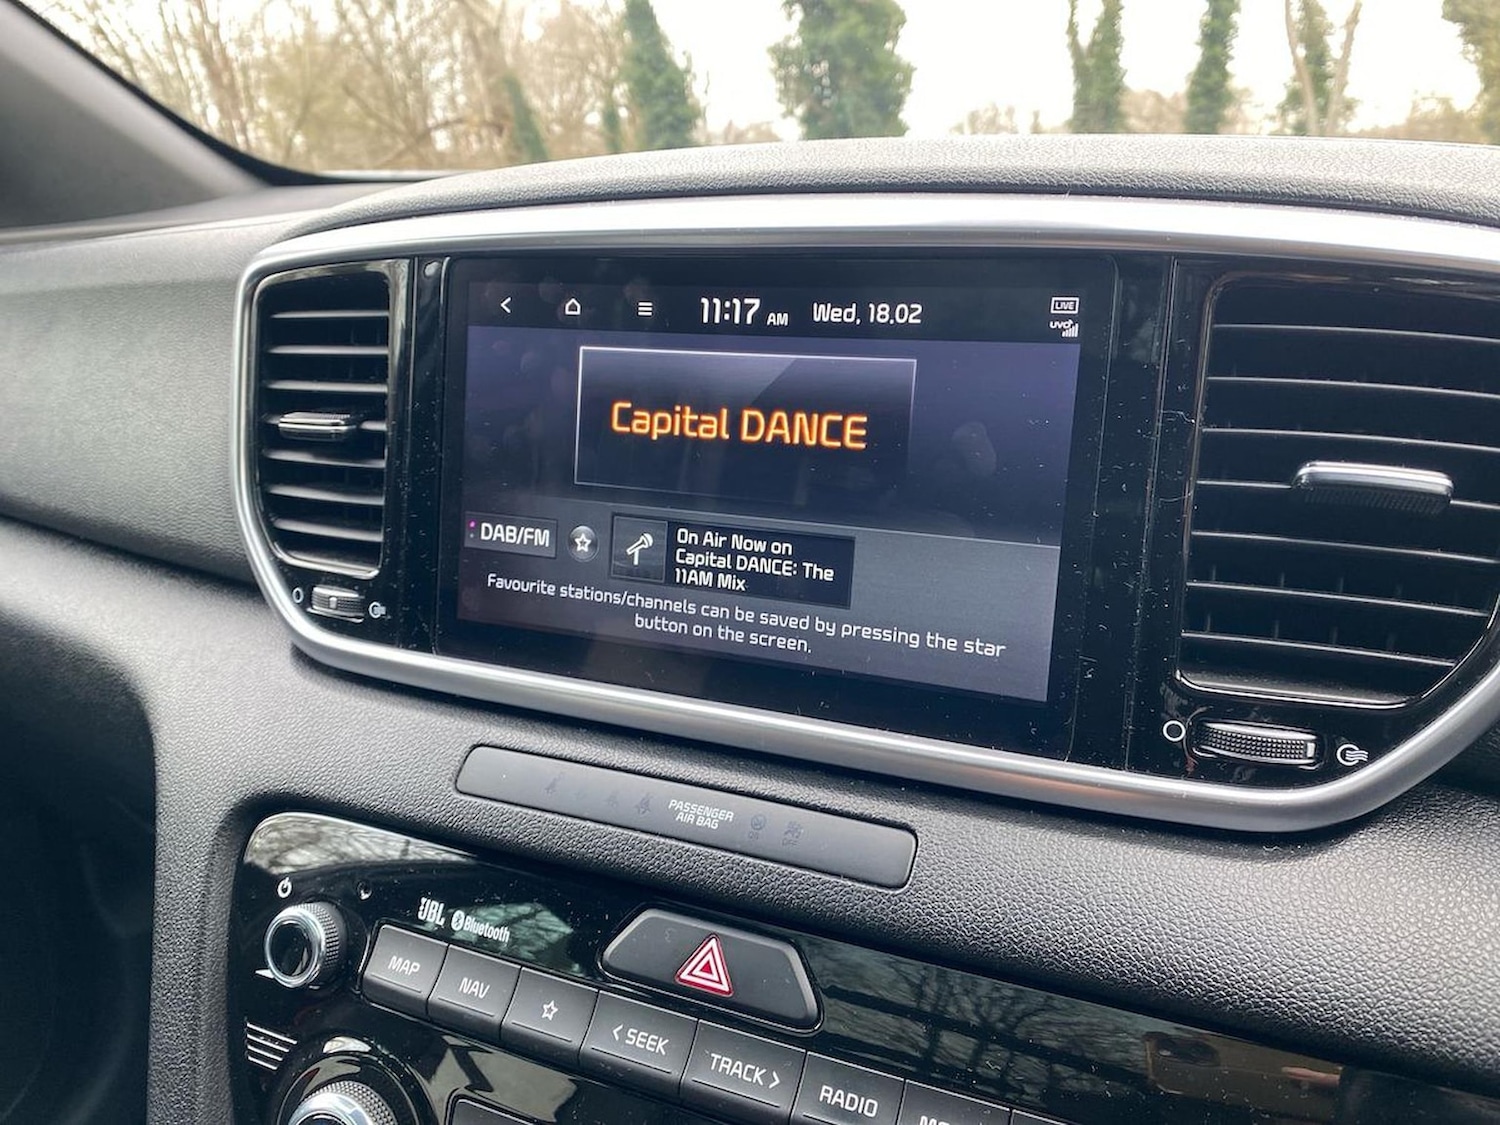 11:17 AM Wed, 18.02
LIVE
UVO
Capital DANCE
DAB/FM
On Air Now on
Capital DANCE: The
11AM Mix
Favourite stations/channels can be saved by pressing the star
button on the screen.
PASSENGER
AIR BAG
JBL Bluetooth
MAP
NAV
< SEEK
TRACK >
RADIO